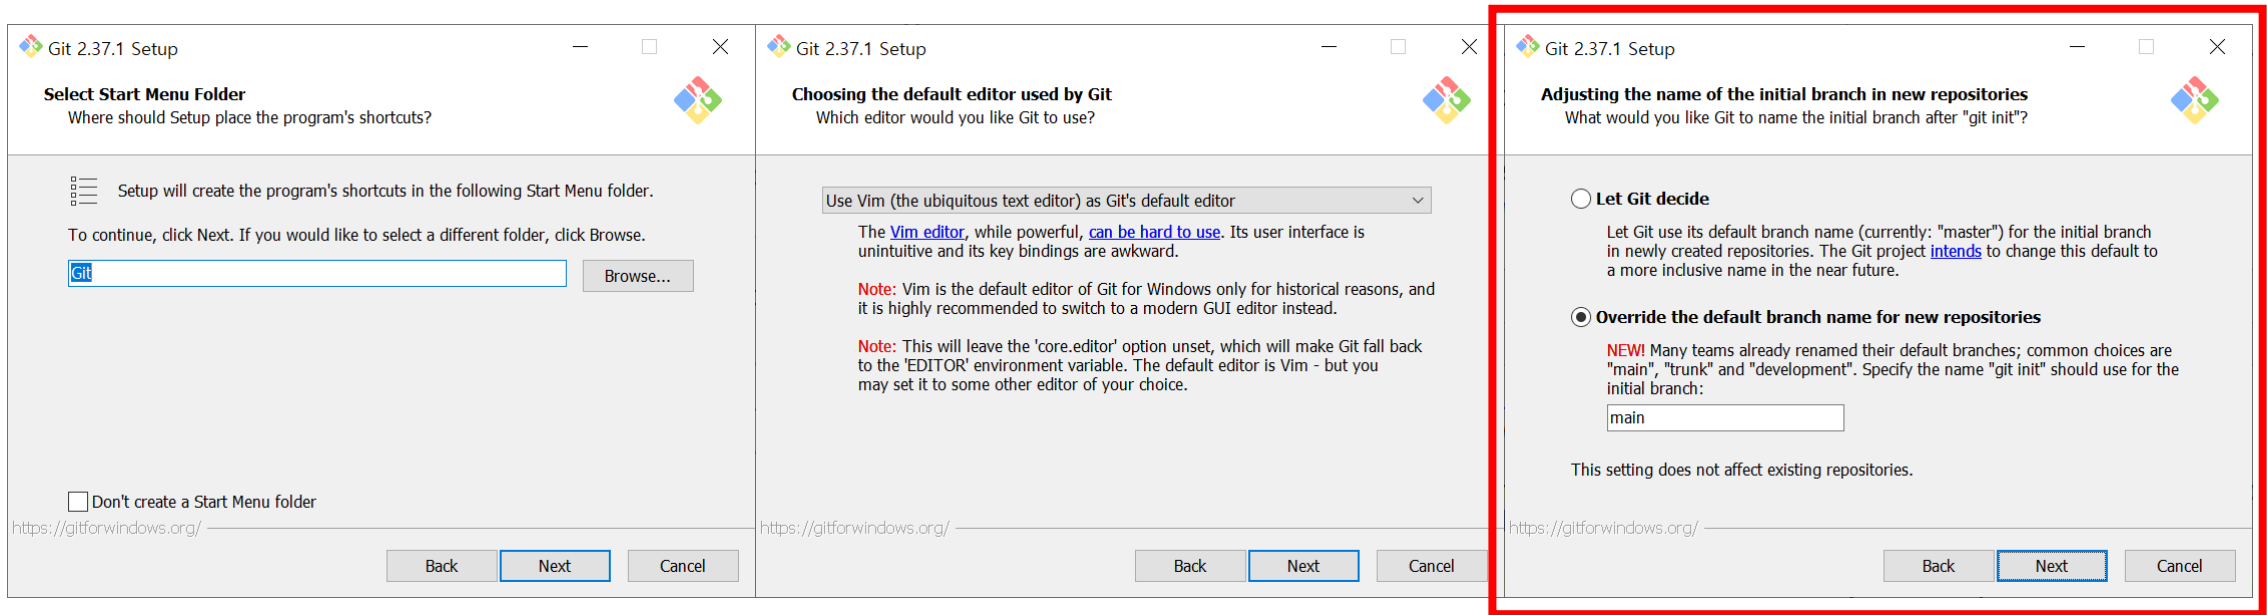 Git 2.37.1 Setup
Select Start Menu Folder
Where should Setup place the program's shortcuts?
Setup will create the program's shortcuts in the following Start Menu folder.
To continue, click Next. If you would like to select a different folder, click Browse.
Git
Browse...
Don't create a Start Menu folder
https://gitforwindows.org/
Back
Next
Cancel
Git 2.37.1 Setup
Choosing the default editor used by Git
Which editor would you like Git to use?
Use Vim (the ubiquitous text editor) as Git's default editor
The Vim editor, while powerful, can be hard to use. Its user interface is
unintuitive and its key bindings are awkward.
Note: Vim is the default editor of Git for Windows only for historical reasons, and
it is highly recommended to switch to a modern GUI editor instead.
Note: This will leave the 'core.editor' option unset, which will make Git fall back
to the 'EDITOR' environment variable. The default editor is Vim - but you
may set it to some other editor of your choice.
https://gitforwindows.org/
Back
Next
Cancel
Git 2.37.1 Setup
Adjusting the name of the initial branch in new repositories
What would you like Git to name the initial branch after "git init"?
Let Git decide
Let Git use its default branch name (currently: "master") for the initial branch
in newly created repositories. The Git project intends to change this default to
a more inclusive name in the near future.
Override the default branch name for new repositories
NEW! Many teams already renamed their default branches; common choices are
"main", "trunk" and "development". Specify the name "git init" should use for the
initial branch:
main
This setting does not affect existing repositories.
https://gitforwindows.org/
Back
Next
Cancel